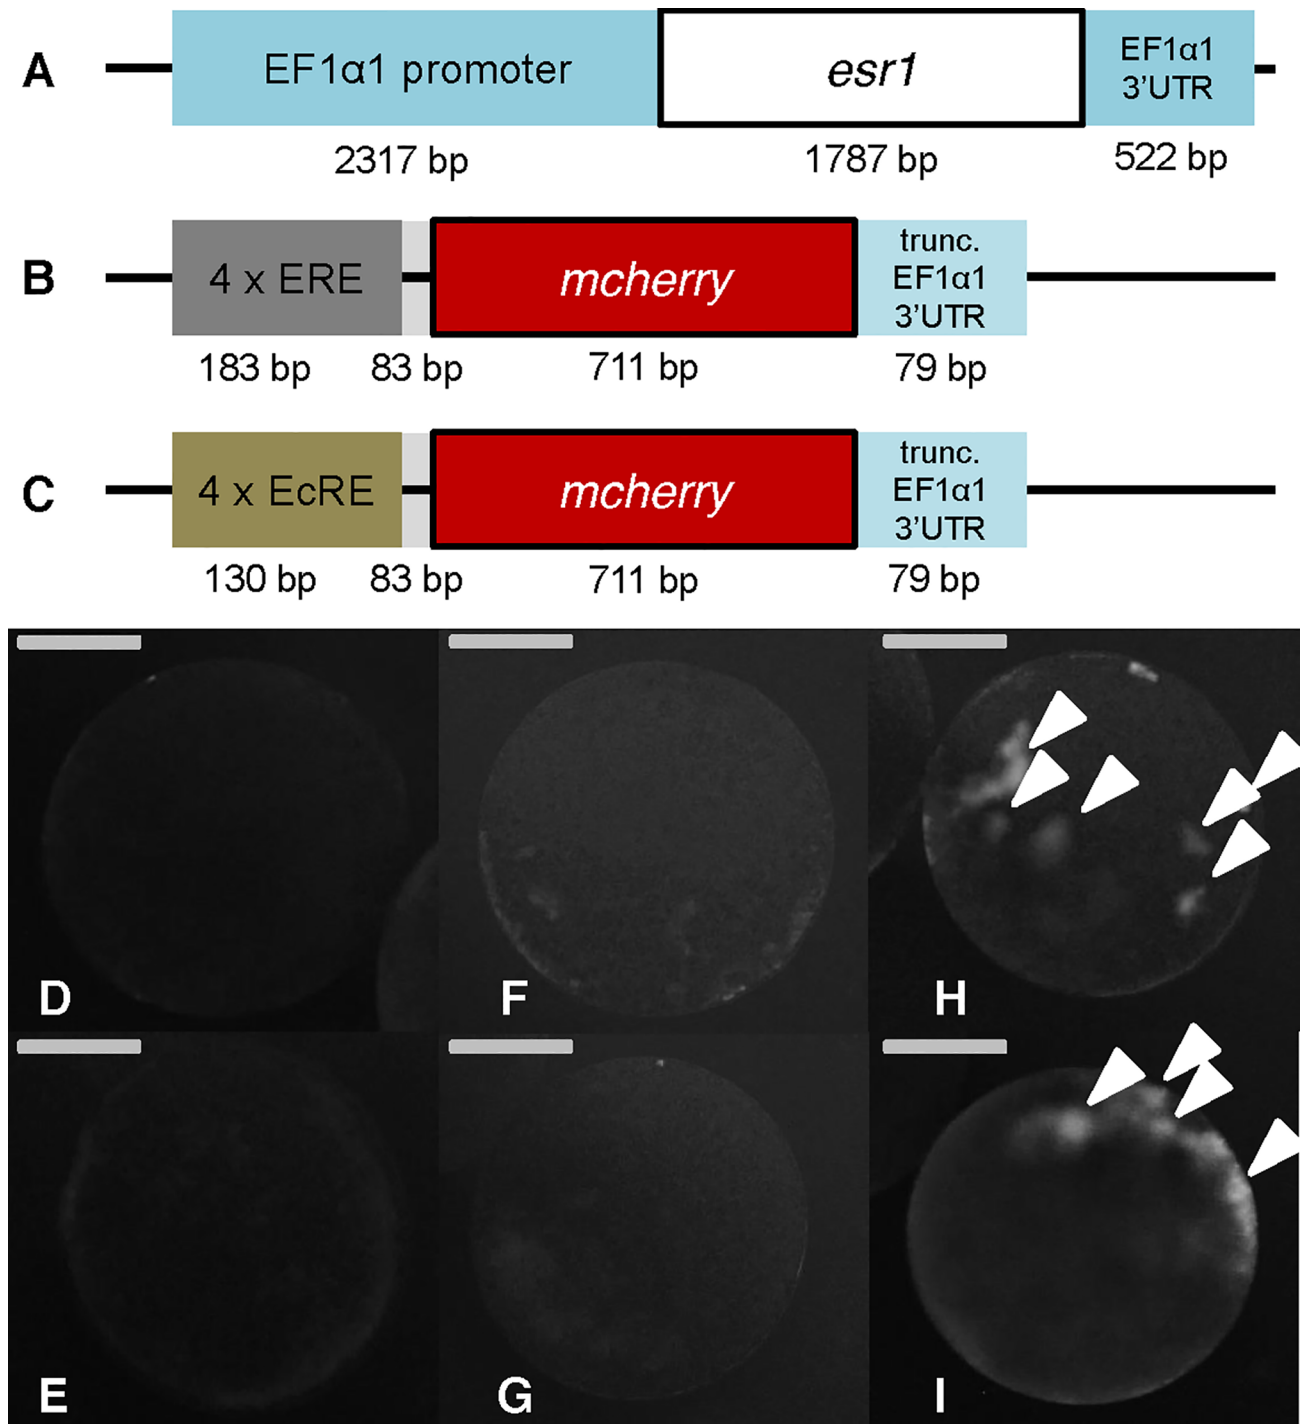 A
EF1α1 promoter
esr1
EF1α1
3'UTR
2317 bp
1787 bp
522 bp
B
4 x ERE
mcherry
trunc.
EF1α1
3'UTR
183 bp
83 bp
711 bp
79 bp
C
4 x EcRE
mcherry
trunc.
EF1α1
3'UTR
130 bp
83 bp
711 bp
79 bp
D
F
H
E
G
I